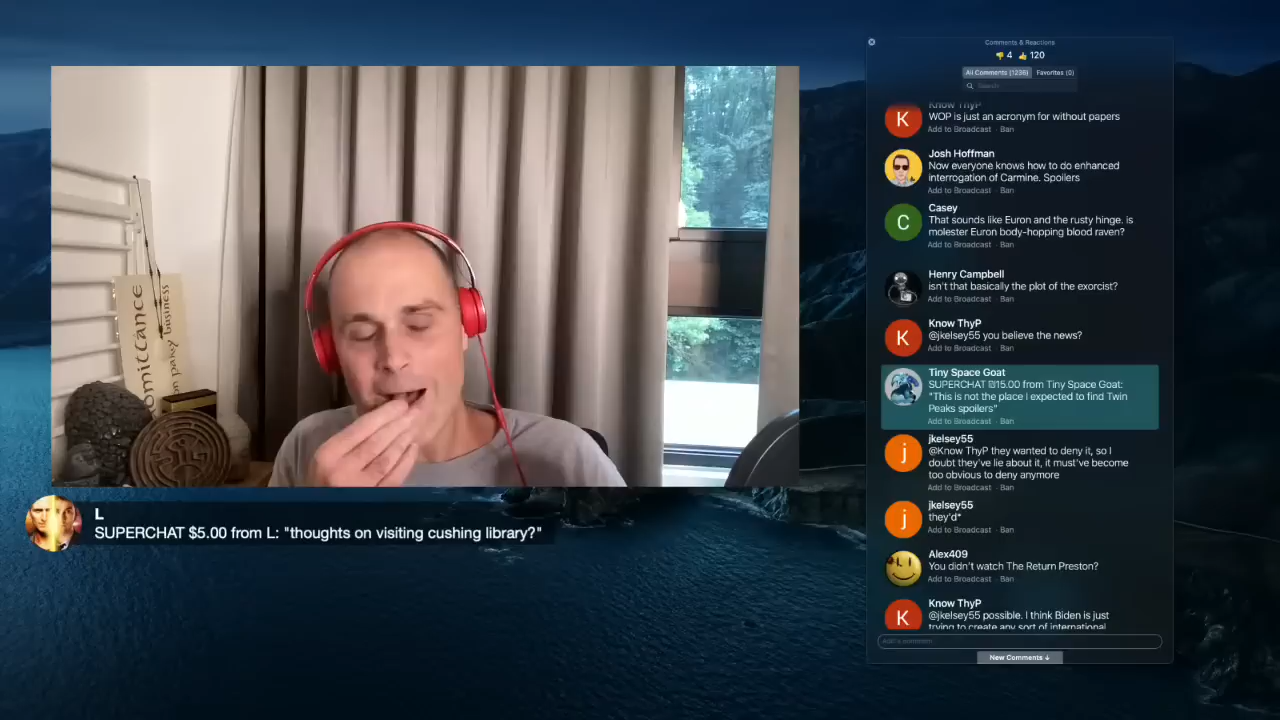 omittance
business
n paky
L
SUPERCHAT $5.00 from L: "thoughts on visiting cushing library?"
Comments & Reactions
4 120
All Comments (1236) Favorites (0)
Search
Know ThyP
WOP is just an acronym for without papers
Add to Broadcast · Ban
Josh Hoffman
Now everyone knows how to do enhanced
interrogation of Carmine. Spoilers
Add to Broadcast · Ban
Casey
That sounds like Euron and the rusty hinge. is
molester Euron body-hopping blood raven?
Add to Broadcast · Ban
Henry Campbell
isn't that basically the plot of the exorcist?
Add to Broadcast · Ban
Know ThyP
@jkelsey55 you believe the news?
Add to Broadcast · Ban
Tiny Space Goat
SUPERCHAT ₪15.00 from Tiny Space Goat:
"This is not the place I expected to find Twin
Peaks spoilers"
Add to Broadcast · Ban
jkelsey55
@Know ThyP they wanted to deny it, so I
doubt they've lie about it, it must've become
too obvious to deny anymore
Add to Broadcast · Ban
jkelsey55
they'd*
Add to Broadcast · Ban
Alex409
You didn't watch The Return Preston?
Add to Broadcast · Ban
Know ThyP
@jkelsey55 possible. I think Biden is just
trying to create any sort of international
Add a comment
New Comments ↓